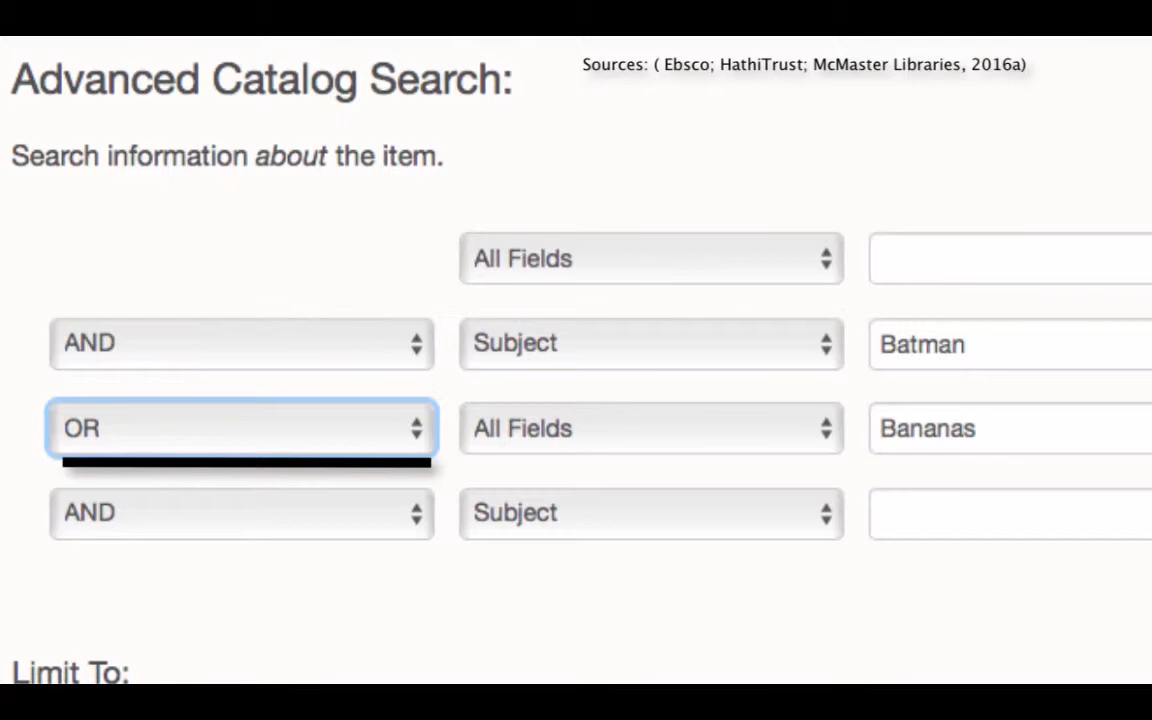 Advanced Catalog Search:
Sources: ( Ebsco; HathiTrust; McMaster Libraries, 2016a)
Search information about the item.
All Fields
AND Subject Batman
OR All Fields Bananas
AND Subject
Limit To: